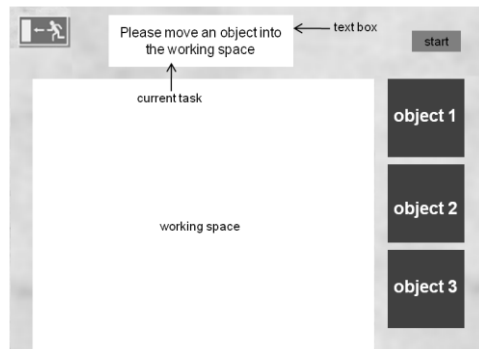 Please move an object into
the working space
text box
start
current task
object 1
working space
object 2
object 3